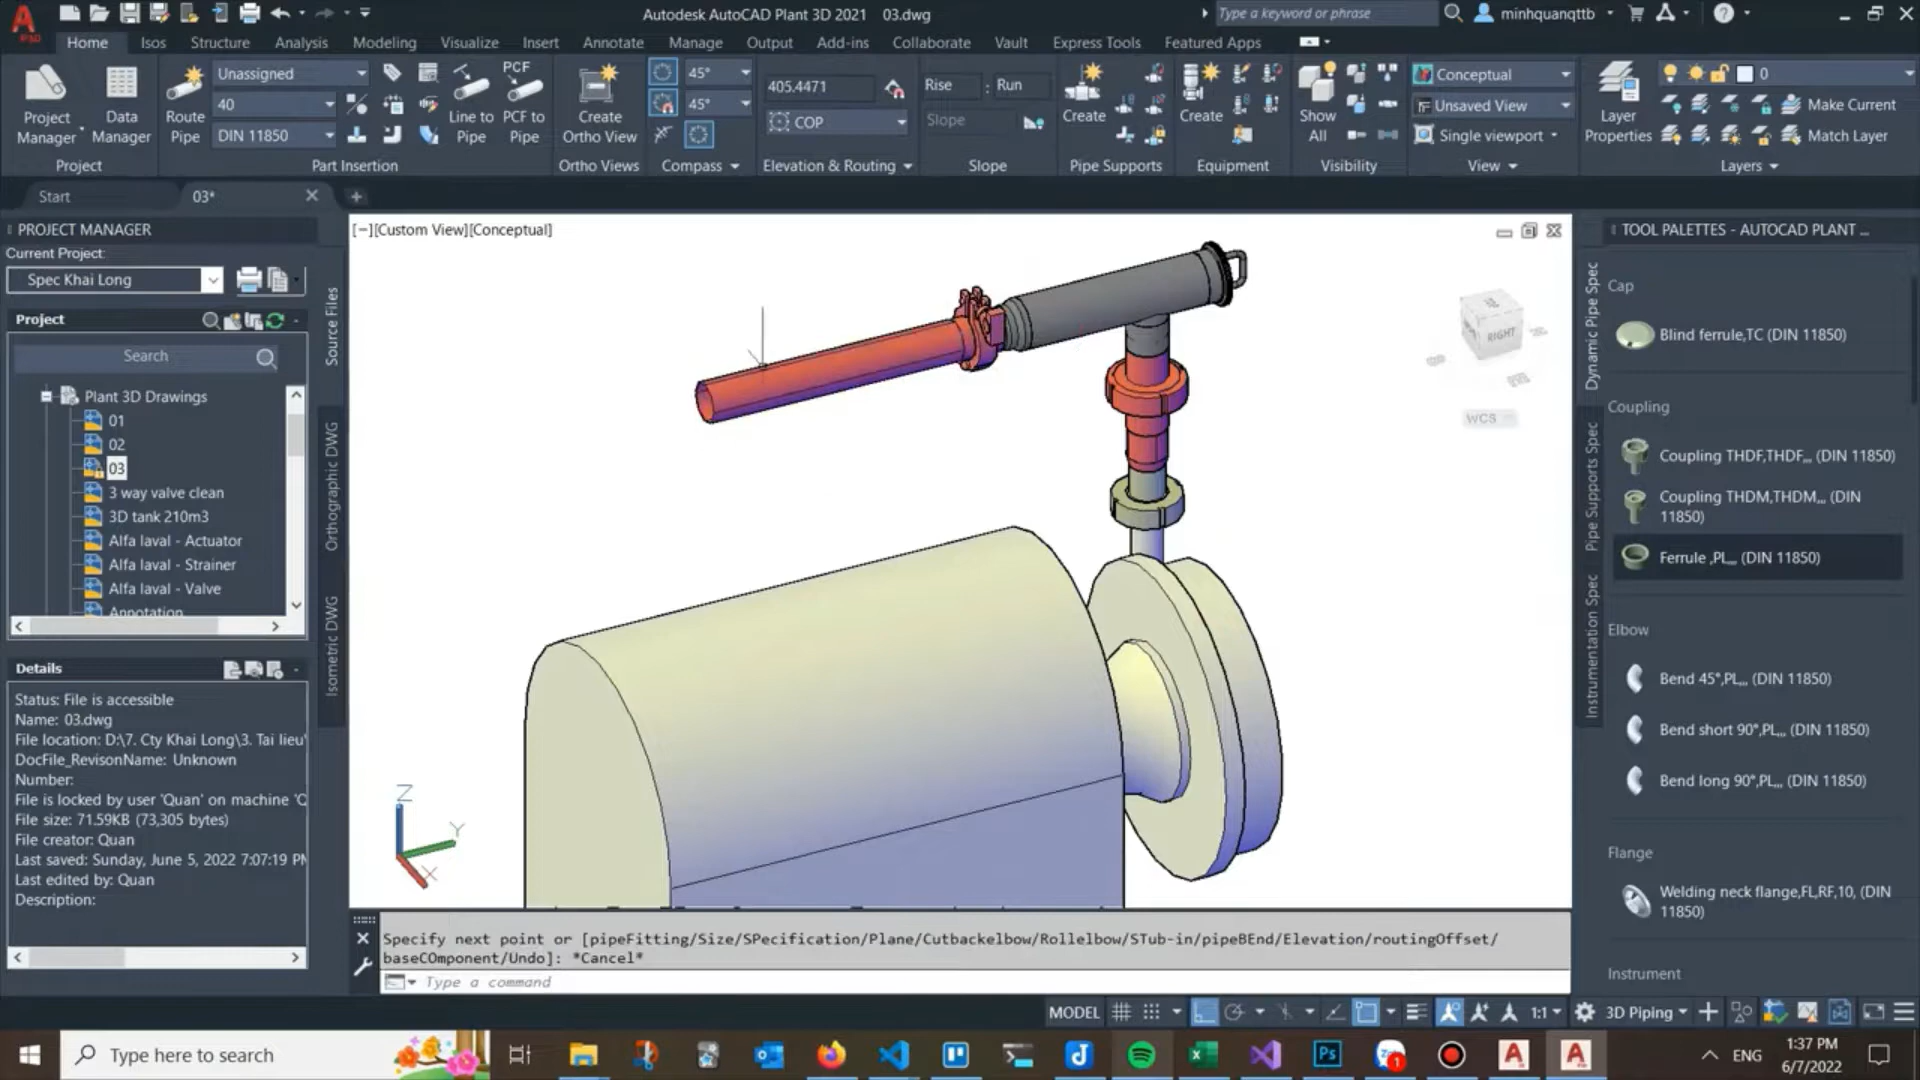 Autodesk AutoCAD Plant 3D 2021 03.dwg
Type a keyword or phrase
minhquanqttb
Home Isos Structure Analysis Modeling Visualize Insert Annotate Manage Output Add-ins Collaborate Vault Express Tools Featured Apps
Project Manager
Data Manager
Project
Route Pipe
Unassigned
40
DIN 11850
Line to Pipe
PCF
PCF to Pipe
Part Insertion
Create Ortho View
Ortho Views
45°
45°
Compass
405.4471
COP
Elevation & Routing
Rise : Run
Slope
Slope
Create
Pipe Supports
Create
Equipment
Show All
Visibility
Conceptual
Unsaved View
Single viewport
View
Layer Properties
0
Make Current
Match Layer
Layers
Start
03*
PROJECT MANAGER
Current Project:
Spec Khai Long
Project
Search
Plant 3D Drawings
01
02
03
3 way valve clean
3D tank 210m3
Alfa laval - Actuator
Alfa laval - Strainer
Alfa laval - Valve
Annotation
Source Files
Orthographic DWG
Isometric DWG
Details
Status: File is accessible
Name: 03.dwg
File location: D:\7. Cty Khai Long\3. Tai lieu\
DocFile_RevisonName: Unknown
Number:
File is locked by user 'Quan' on machine
File size: 71.59KB (73,305 bytes)
File creator: Quan
Last saved: Sunday, June 5, 2022 7:07:19 PM
Last edited by: Quan
Description:
[−][Custom View][Conceptual]
RIGHT
WCS
Z
Y
X
Specify next point or [pipeFitting/Size/SPecification/Plane/Cutbackelbow/Rollelbow/STub-in/pipeBEnd/Elevation/routingOffset/
baseCOmponent/Undo]: *Cancel*
Type a command
TOOL PALETTES - AUTOCAD PLANT ...
Dynamic Pipe Spec
Pipe Supports Spec
Instrumentation Spec
Cap
Blind ferrule,TC (DIN 11850)
Coupling
Coupling THDF,THDF,,, (DIN 11850)
Coupling THDM,THDM,,,, (DIN
11850)
Ferrule ,PL,,,, (DIN 11850)
Elbow
Bend 45°,PL,,,, (DIN 11850)
Bend short 90°,PL,,,, (DIN 11850)
Bend long 90°,PL,,,, (DIN 11850)
Flange
Welding neck flange,FL,RF,10, (DIN
11850)
Instrument
MODEL
1:1
3D Piping
Type here to search
ENG
1:37 PM
6/7/2022